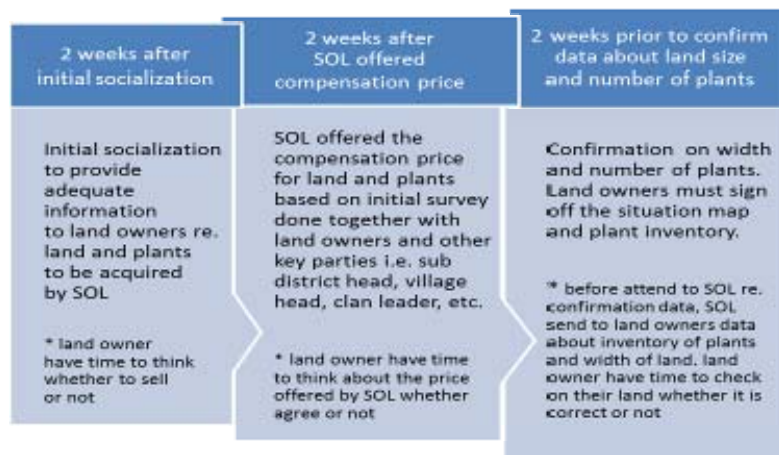 2 weeks after
initial socialization
Initial socialization
to provide
adequate
information
to land owners re.
land and plants
to be acquired
by SOL
* land owner
have time to think
whether to sell
or not
2 weeks after
SOL offered
compensation price
SOL offered the
compensation price
for land and plants
based on initial survey
done together with
land owners and other
key parties i.e. sub
district head, village
head, clan leader, etc.
* land owner have time
to think about the price
offered by SOL whether
agree or not
2 weeks prior to confirm
data about land size
and number of plants
Confirmation on width
and number of plants.
Land owners must sign
off the situation map
and plant inventory.
* before attend to SOL re.
confirmation data, SOL
send to land owners data
about inventory of plants
and width of land. land
owner have time to check
on their land whether it is
correct or not